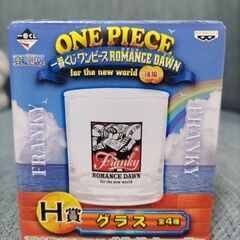 一番くじ
ONE PIECE
一番くじ ワンピース ROMANCE DAWN
for the new world ~後編~
FRANKY
FRANKY
Franky
ROMANCE DAWN
for the new world
H賞
グラス 全4種